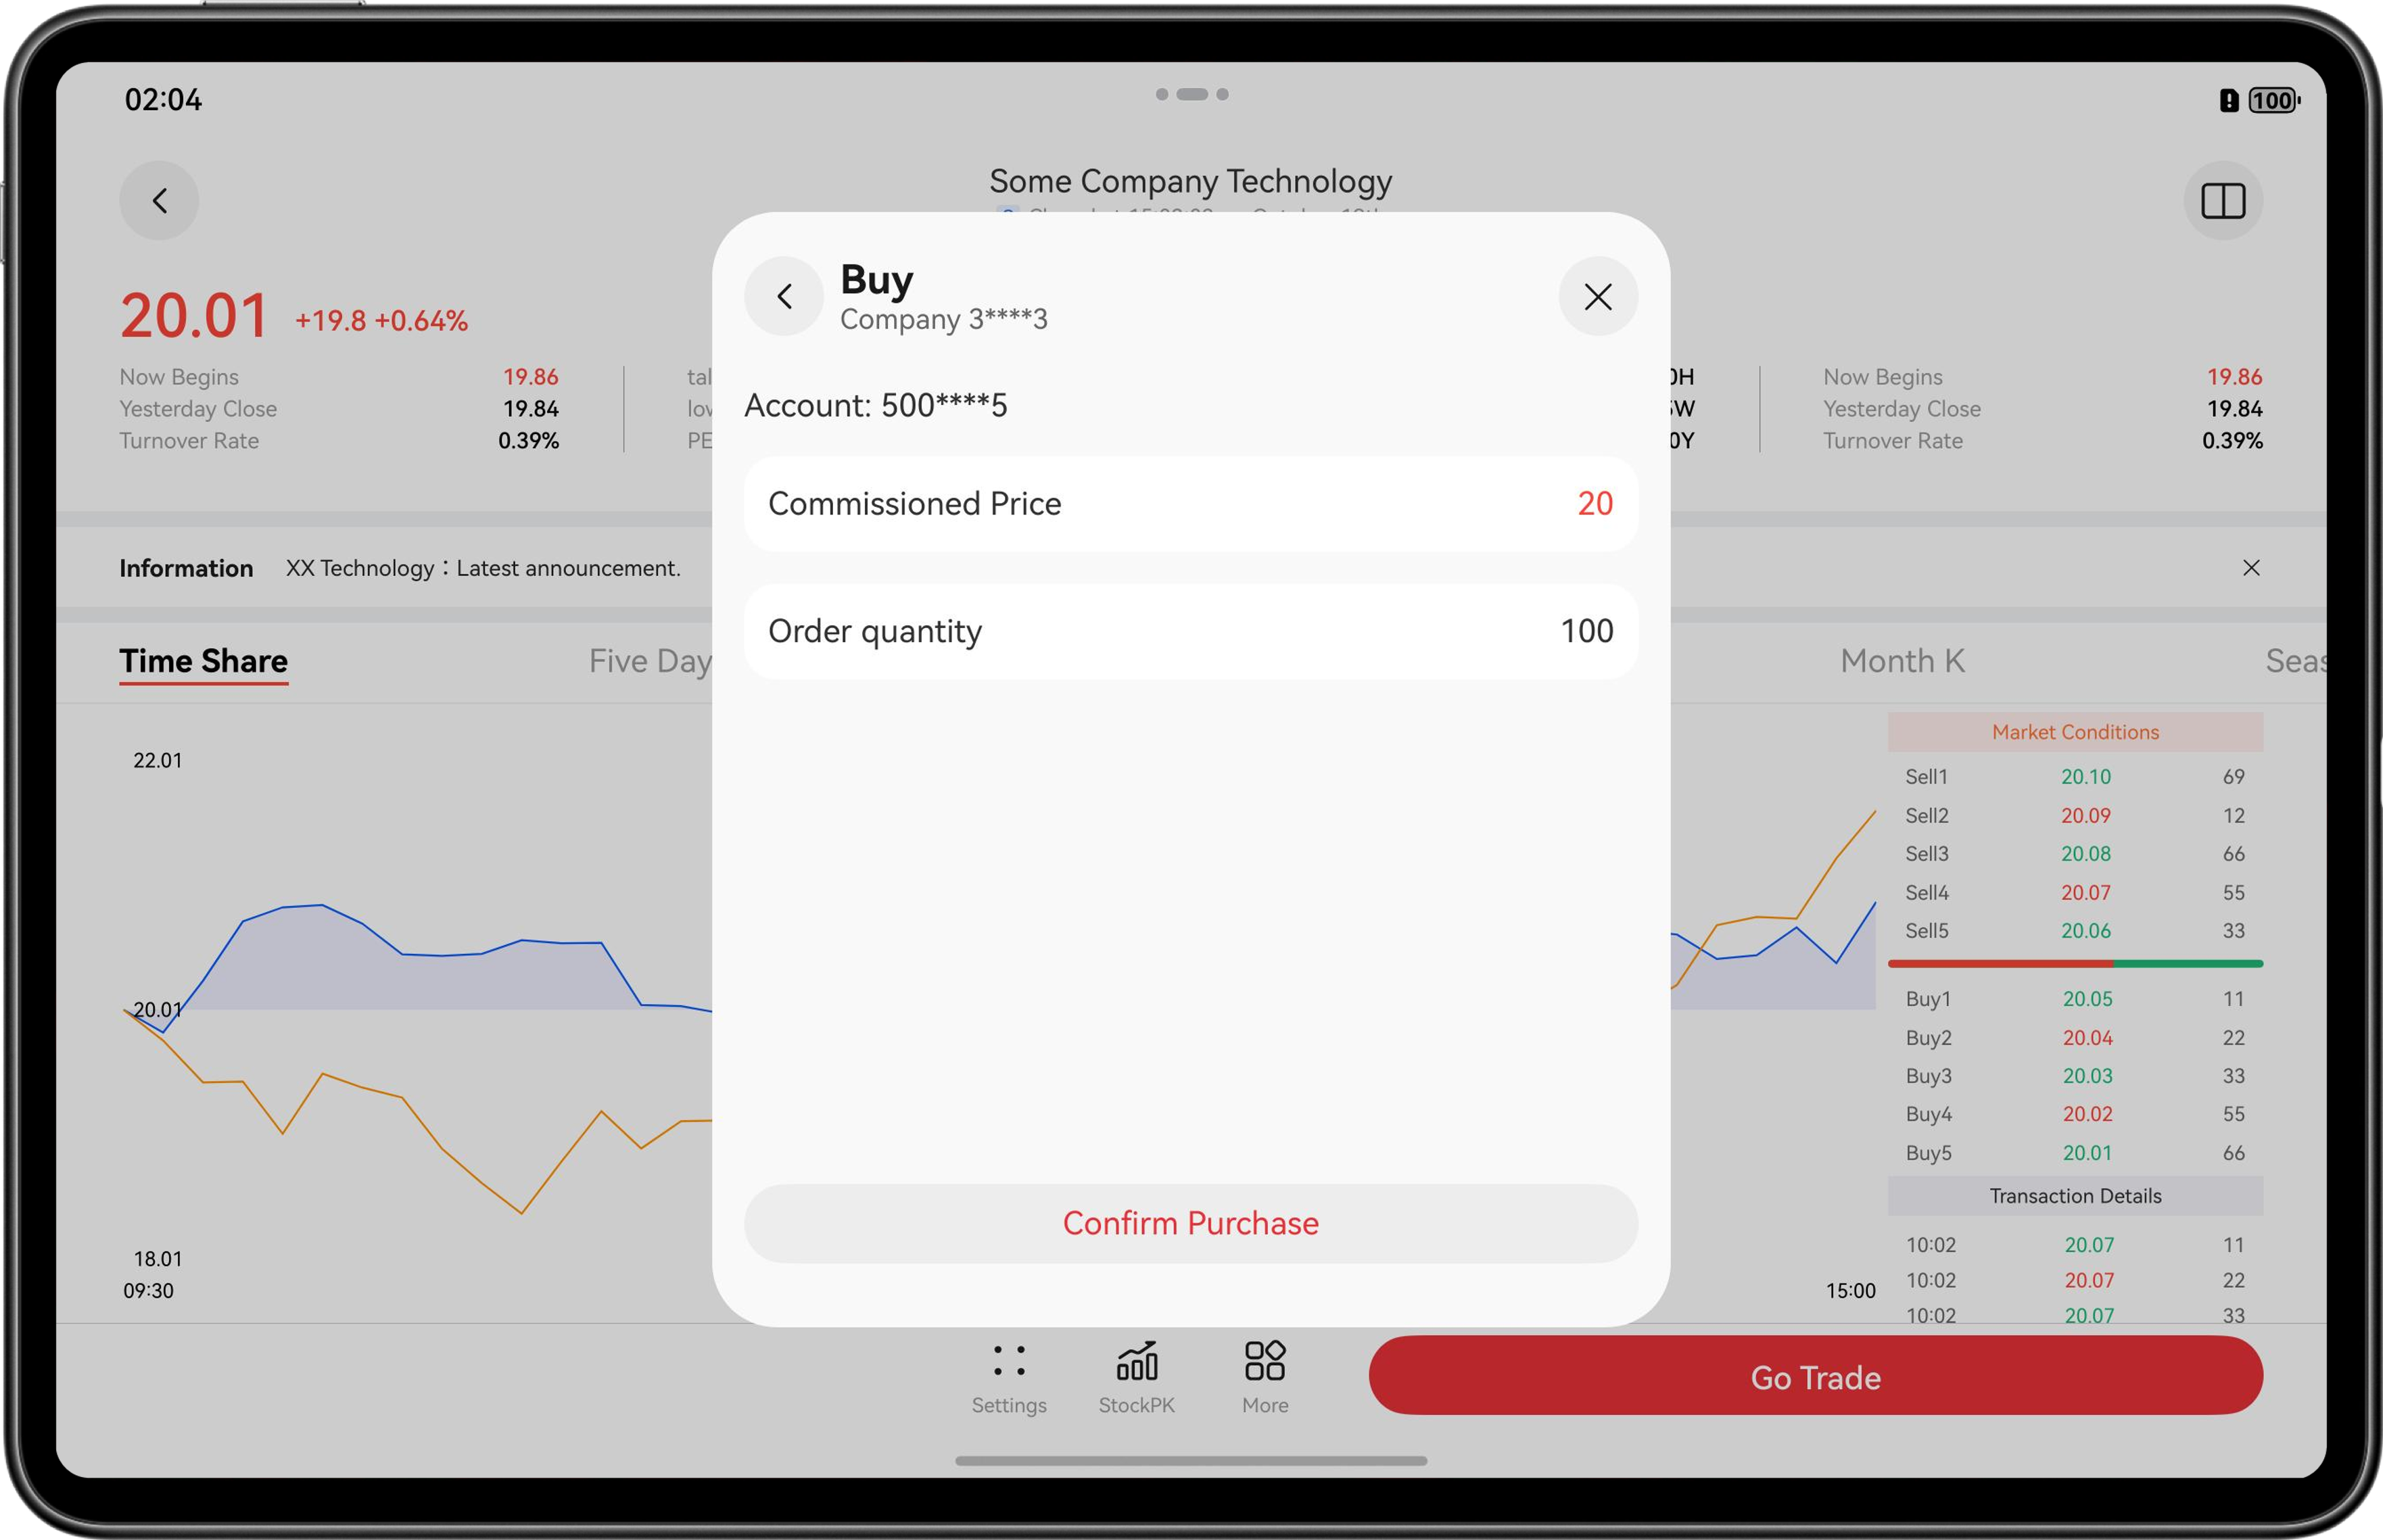 02:04
100
Some Company Technology
20.01 +19.8 +0.64%
Now Begins 19.86
Yesterday Close 19.84
Turnover Rate 0.39%
Now Begins 19.86
Yesterday Close 19.84
Turnover Rate 0.39%
Buy
Company 3****3
Account: 500****5
Commissioned Price 20
Order quantity 100
Confirm Purchase
Information XX Technology：Latest announcement.
Time Share Five Day Month K Seas
22.01
20.01
18.01
09:30 15:00
Market Conditions
Sell1 20.10 69
Sell2 20.09 12
Sell3 20.08 66
Sell4 20.07 55
Sell5 20.06 33
Buy1 20.05 11
Buy2 20.04 22
Buy3 20.03 33
Buy4 20.02 55
Buy5 20.01 66
Transaction Details
10:02 20.07 11
10:02 20.07 22
10:02 20.07 33
Settings StockPK More Go Trade